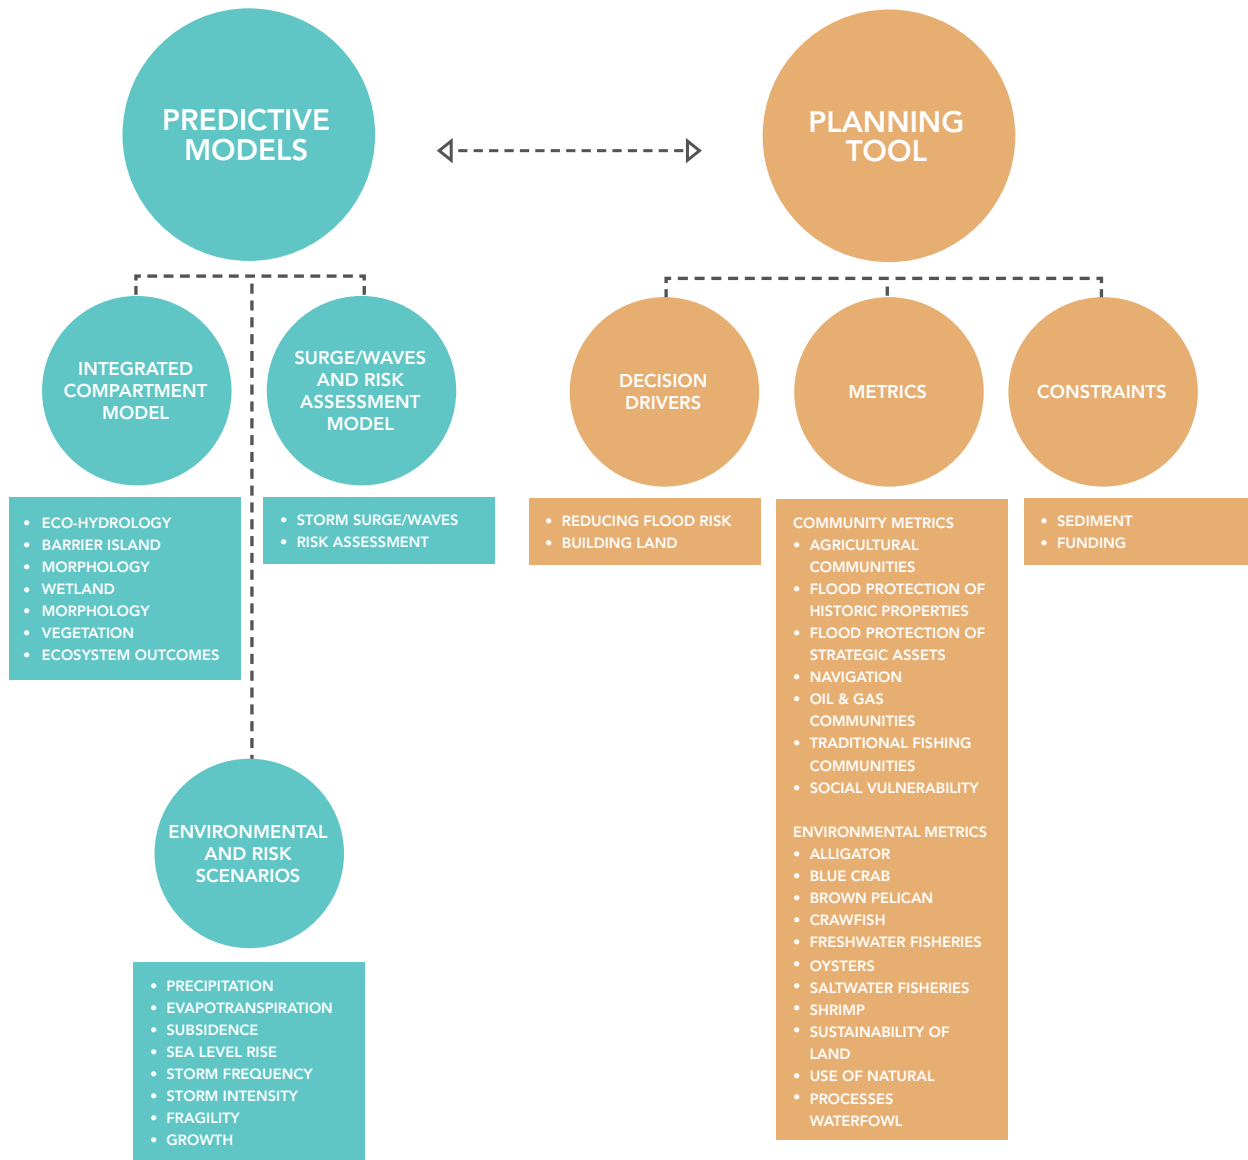 PREDICTIVE
MODELS
PLANNING
TOOL
INTEGRATED
COMPARTMENT
MODEL
SURGE/WAVES
AND RISK
ASSESSMENT
MODEL
DECISION
DRIVERS
METRICS
CONSTRAINTS
• ECO-HYDROLOGY
• BARRIER ISLAND
• MORPHOLOGY
• WETLAND
• MORPHOLOGY
• VEGETATION
• ECOSYSTEM OUTCOMES
• STORM SURGE/WAVES
• RISK ASSESSMENT
• REDUCING FLOOD RISK
• BUILDING LAND
COMMUNITY METRICS
• AGRICULTURAL
COMMUNITIES
• FLOOD PROTECTION OF
HISTORIC PROPERTIES
• FLOOD PROTECTION OF
STRATEGIC ASSETS
• NAVIGATION
• OIL & GAS
COMMUNITIES
• TRADITIONAL FISHING
COMMUNITIES
• SOCIAL VULNERABILITY
ENVIRONMENTAL METRICS
• ALLIGATOR
• BLUE CRAB
• BROWN PELICAN
• CRAWFISH
• FRESHWATER FISHERIES
• OYSTERS
• SALTWATER FISHERIES
• SHRIMP
• SUSTAINABILITY OF
LAND
• USE OF NATURAL
• PROCESSES
WATERFOWL
• SEDIMENT
• FUNDING
ENVIRONMENTAL
AND RISK
SCENARIOS
• PRECIPITATION
• EVAPOTRANSPIRATION
• SUBSIDENCE
• SEA LEVEL RISE
• STORM FREQUENCY
• STORM INTENSITY
• FRAGILITY
• GROWTH